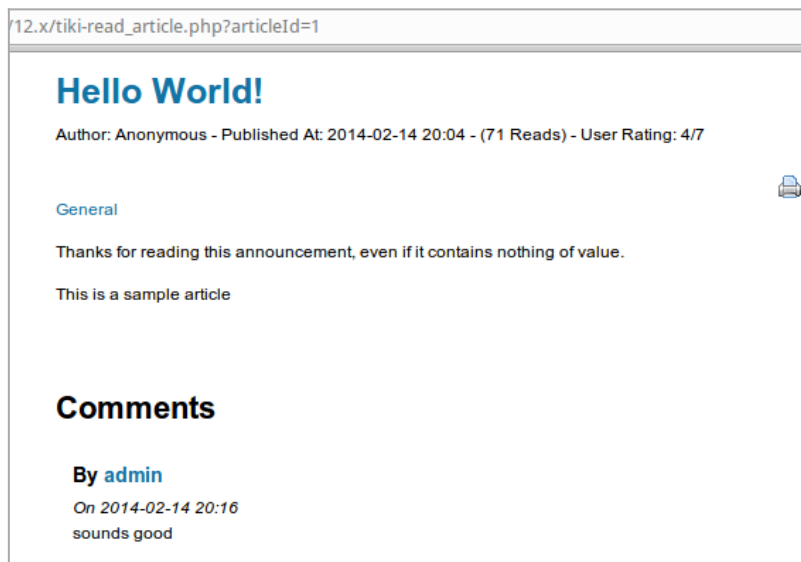 /12.x/tiki-read_article.php?articleId=1
Hello World!
Author: Anonymous - Published At: 2014-02-14 20:04 - (71 Reads) - User Rating: 4/7
General
Thanks for reading this announcement, even if it contains nothing of value.
This is a sample article
Comments
By admin
On 2014-02-14 20:16
sounds good